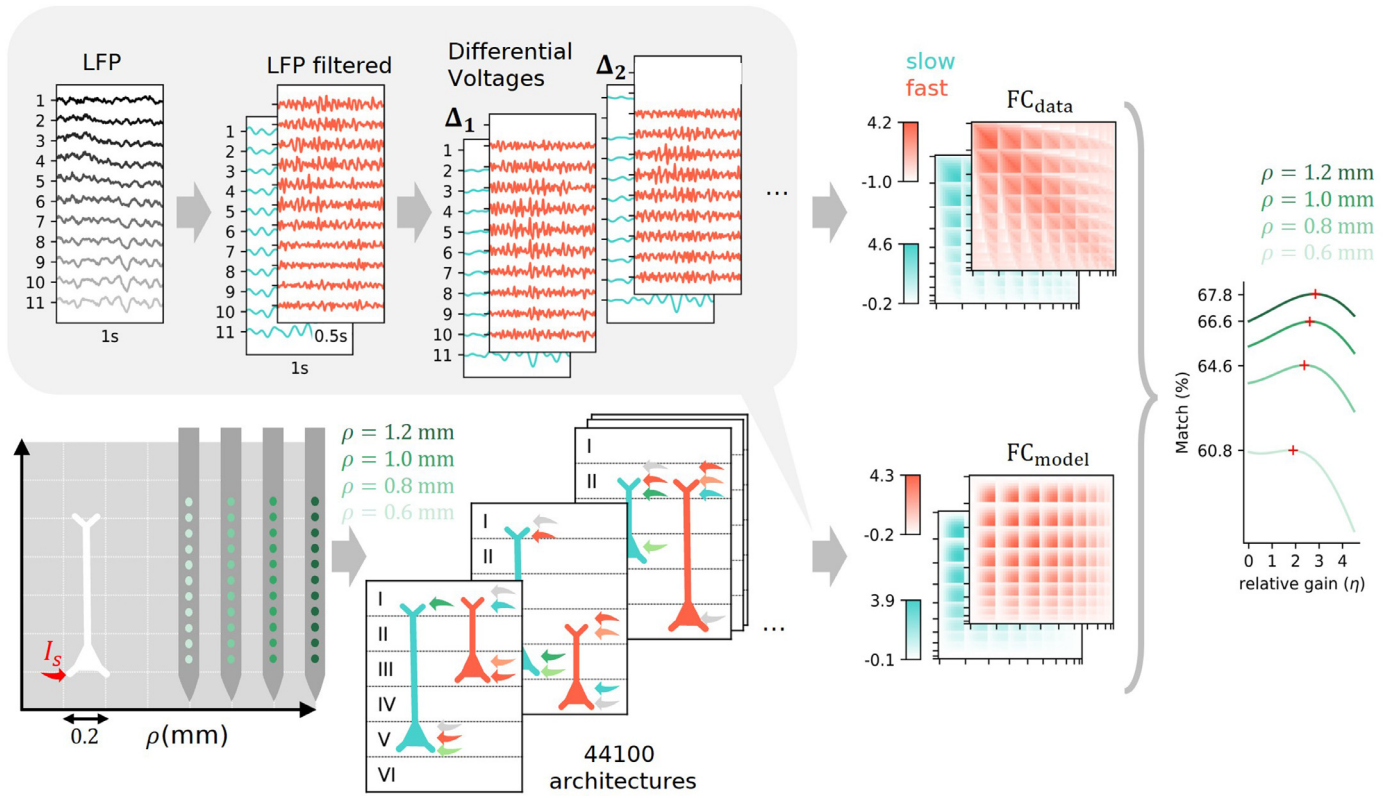 LFP
1
2
3
4
5
6
7
8
9
10
11
1s
LFP filtered
1
2
3
4
5
6
7
8
9
10
11
0.5s
1s
Differential
Voltages
Δ₁
1
2
3
4
5
6
7
8
9
10
11
Δ₂
...
slow
fast
4.2
-1.0
4.6
-0.2
FC_data
ρ = 1.2 mm
ρ = 1.0 mm
ρ = 0.8 mm
ρ = 0.6 mm
Match (%)
67.8
66.6
64.6
60.8
0 1 2 3 4
relative gain (η)
I_s
0.2
ρ(mm)
ρ = 1.2 mm
ρ = 1.0 mm
ρ = 0.8 mm
ρ = 0.6 mm
I
II
III
IV
V
VI
I
II
I
II
...
44100
architectures
4.3
-0.2
3.9
-0.1
FC_model